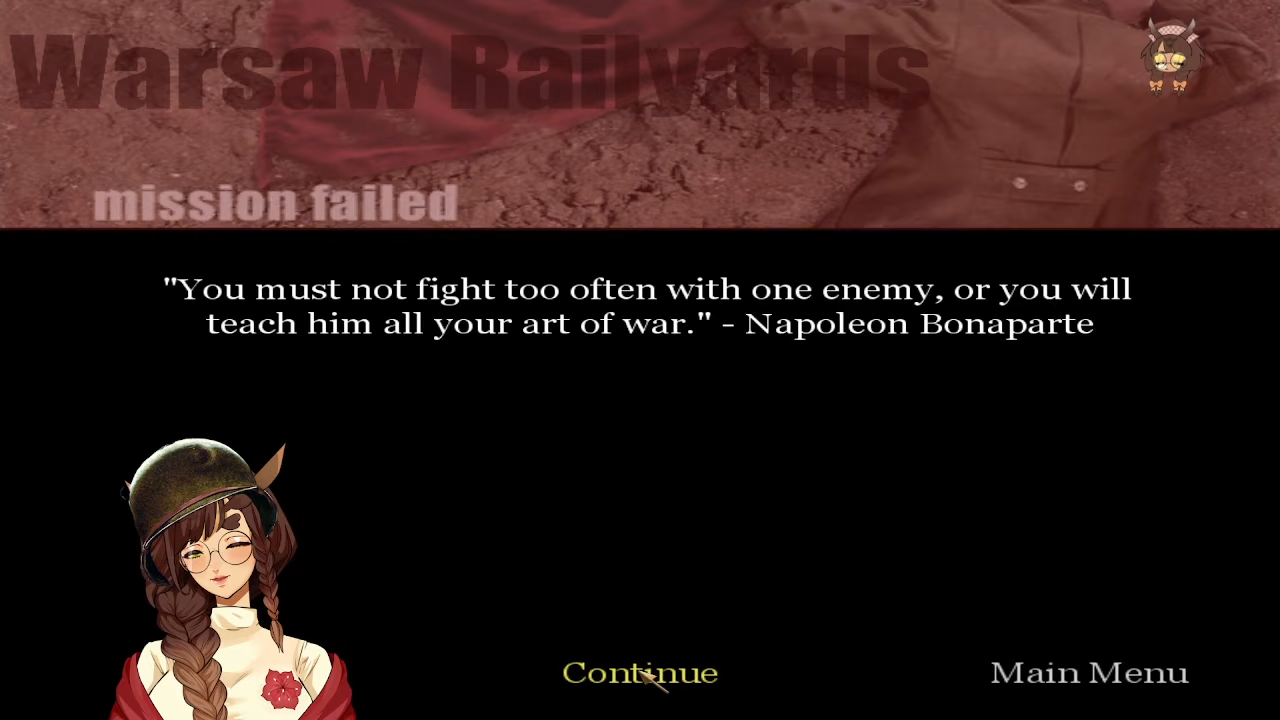 Warsaw Railyards
mission failed
"You must not fight too often with one enemy, or you will
teach him all your art of war." - Napoleon Bonaparte
Continue
Main Menu